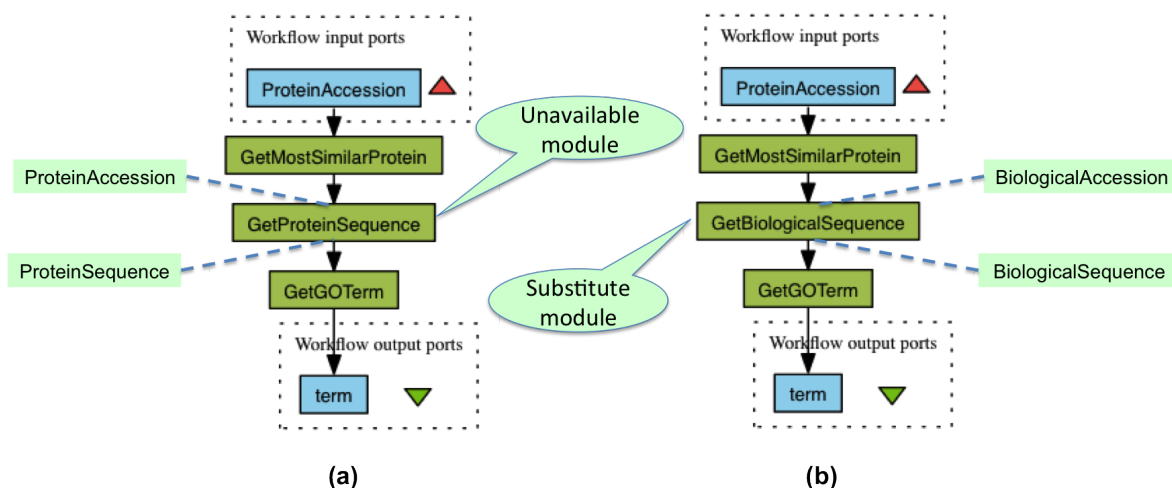 Workflow input ports
ProteinAccession
GetMostSimilarProtein
Unavailable
module
ProteinAccession
GetProteinSequence
ProteinSequence
GetGOTerm
Workflow output ports
term
(a)
Workflow input ports
ProteinAccession
GetMostSimilarProtein
BiologicalAccession
GetBiologicalSequence
BiologicalSequence
Substitute
module
GetGOTerm
Workflow output ports
term
(b)